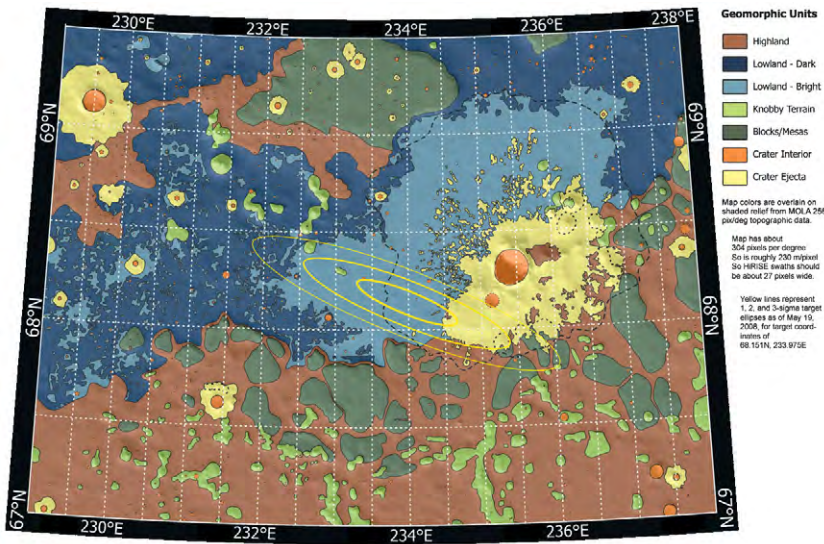 230°E
232°E
234°E
236°E
238°E
69°N
N°69
68°N
N°68
67°N
N°67
230°E
232°E
234°E
236°E
Geomorphic Units
Highland
Lowland - Dark
Lowland - Bright
Knobby Terrain
Blocks/Mesas
Crater Interior
Crater Ejecta
Map colors are overlain on
shaded relief from MOLA 256
pix/deg topographic data.
Map has about
304 pixels per degree
So is roughly 230 m/pixel
So HiRISE swaths should
be about 27 pixels wide.
Yellow lines represent
1, 2, and 3-sigma target
ellipses as of May 19,
2008, for target coord-
inates of
68.151N, 233.975E